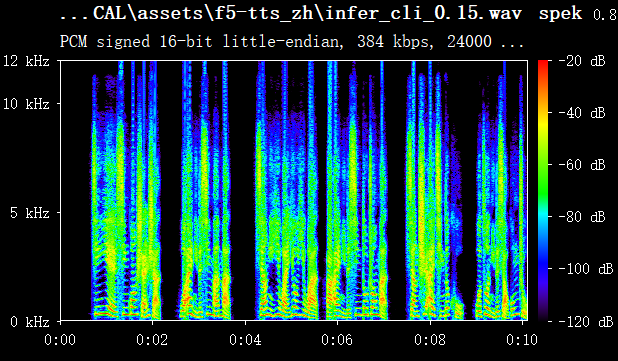 ...CAL\assets\f5-tts_zh\infer_cli_0.15.wav spek 0.8
PCM signed 16-bit little-endian, 384 kbps, 24000 ...
12 kHz
10 kHz
5 kHz
0 kHz
-20 dB
-40 dB
-60 dB
-80 dB
-100 dB
-120 dB
0:00 0:02 0:04 0:06 0:08 0:10